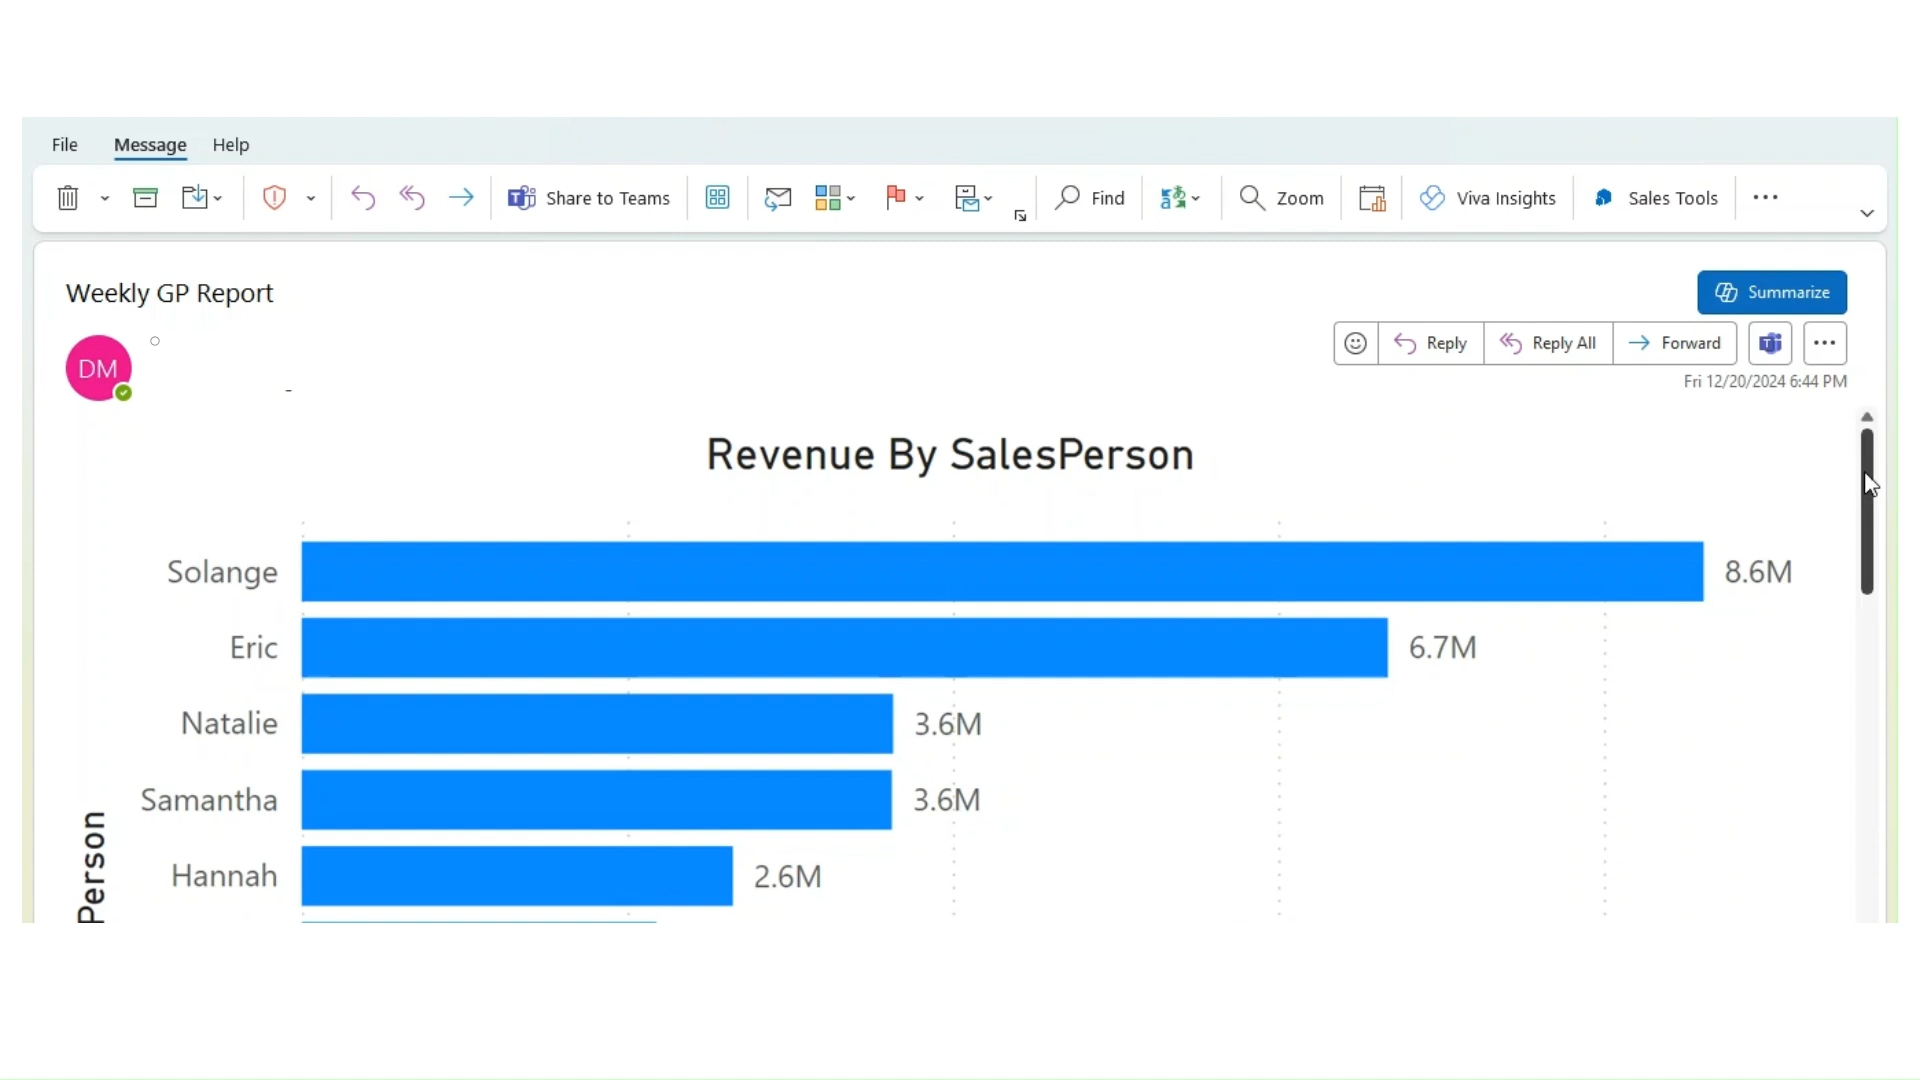 File Message Help
Share to Teams Find Zoom Viva Insights Sales Tools
Weekly GP Report
Summarize
DM
Reply Reply All Forward
Fri 12/20/2024 6:44 PM
Revenue By SalesPerson
Solange 8.6M
Eric 6.7M
Natalie 3.6M
Samantha 3.6M
Hannah 2.6M
Person